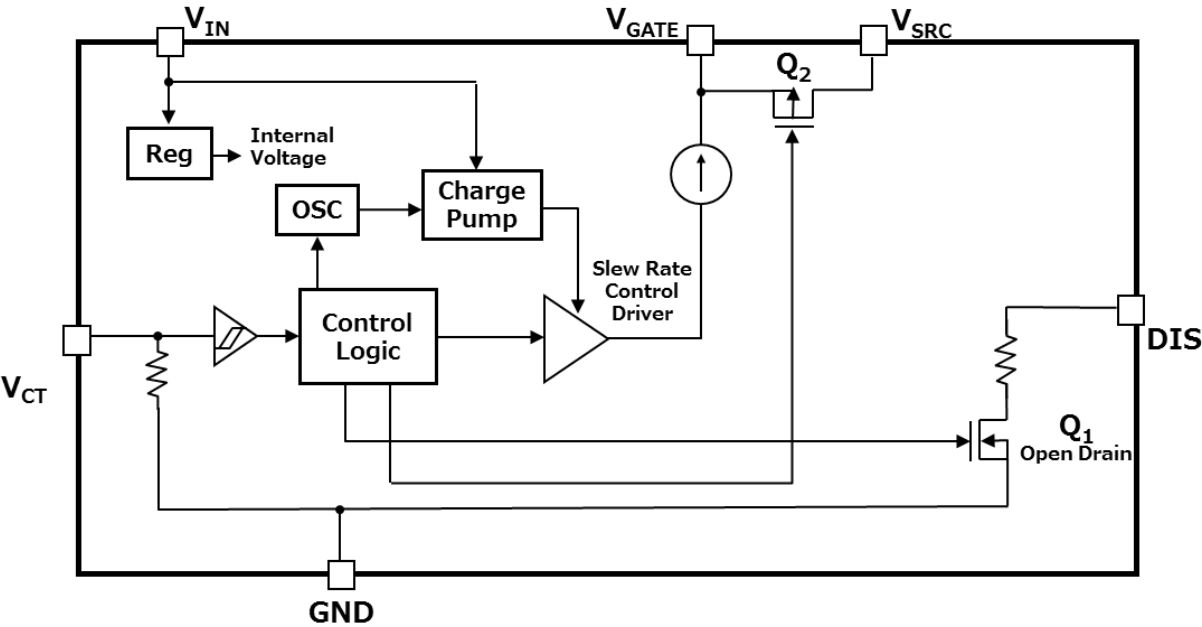 VIN
VGATE
VSRC
Q2
Reg
Internal
Voltage
OSC
Charge
Pump
Slew Rate
Control
Driver
Control
Logic
DIS
VCT
Q1
Open Drain
GND